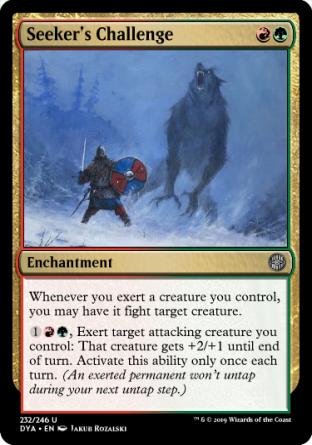 Seeker's Challenge
Enchantment
Whenever you exert a creature you control,
you may have it fight target creature.
1, Exert target attacking creature you
control: That creature gets +2/+1 until end
of turn. Activate this ability only once each
turn. (An exerted permanent won't untap
during your next untap step.)
232/246 U
DYA • EN Jakub Rozalski
™ & © 2019 Wizards of the Coast